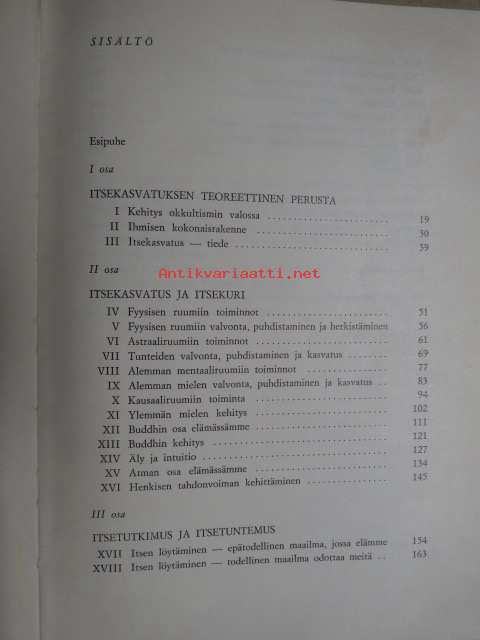 SISÄLTÖ
Esipuhe
I osa
ITSEKASVATUKSEN TEOREETTINEN PERUSTA
I Kehitys okkultismin valossa 19
II Ihmisen kokonaisrakenne 30
III Itsekasvatus — tiede 39
II osa
Antikvariaatti.net
ITSEKASVATUS JA ITSEKURI
IV Fyysisen ruumiin toiminnot 51
V Fyysisen ruumiin valvonta, puhdistaminen ja herkistäminen 56
VI Astraaliruumiin toiminnot 61
VII Tunteiden valvonta, puhdistaminen ja kasvatus 69
VIII Alemman mentaaliruumiin toiminnot 77
IX Alemman mielen valvonta, puhdistaminen ja kasvatus 83
X Kausaaliruumiin toiminta 94
XI Ylemmän mielen kehitys 102
XII Buddhin osa elämässämme 111
XIII Buddhin kehitys 121
XIV Äly ja intuitio 127
XV Atman osa elämässämme 134
XVI Henkisen tahdonvoiman kehittäminen 145
III osa
ITSETUTKIMUS JA ITSETUNTEMUS
XVII Itsen löytäminen — epätodellinen maailma, jossa elämme 154
XVIII Itsen löytäminen — todellinen maailma odottaa meitä 163